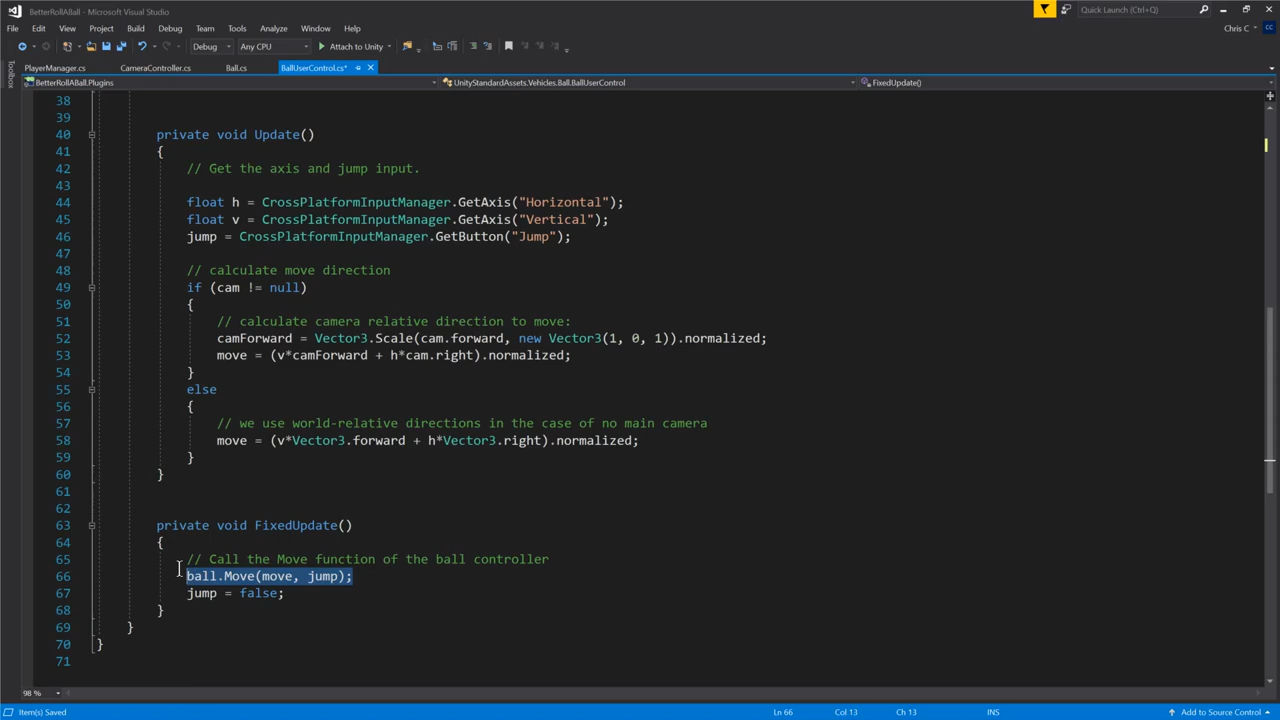 BetterRollABall - Microsoft Visual Studio
Quick Launch (Ctrl+Q)
File Edit View Project Build Debug Team Tools Analyze Window Help
Chris C
CC
Debug Any CPU Attach to Unity
Toolbox
PlayerManager.cs CameraController.cs Ball.cs BallUserControl.cs*
BetterRollABall.Plugins UnityStandardAssets.Vehicles.Ball.BallUserControl FixedUpdate()
38
39
40 private void Update()
41 {
42 // Get the axis and jump input.
43
44 float h = CrossPlatformInputManager.GetAxis("Horizontal");
45 float v = CrossPlatformInputManager.GetAxis("Vertical");
46 jump = CrossPlatformInputManager.GetButton("Jump");
47
48 // calculate move direction
49 if (cam != null)
50 {
51 // calculate camera relative direction to move:
52 camForward = Vector3.Scale(cam.forward, new Vector3(1, 0, 1)).normalized;
53 move = (v*camForward + h*cam.right).normalized;
54 }
55 else
56 {
57 // we use world-relative directions in the case of no main camera
58 move = (v*Vector3.forward + h*Vector3.right).normalized;
59 }
60 }
61
62
63 private void FixedUpdate()
64 {
65 // Call the Move function of the ball controller
66 ball.Move(move, jump);
67 jump = false;
68 }
69 }
70 }
71
98 %
Item(s) Saved Ln 66 Col 13 Ch 13 INS Add to Source Control